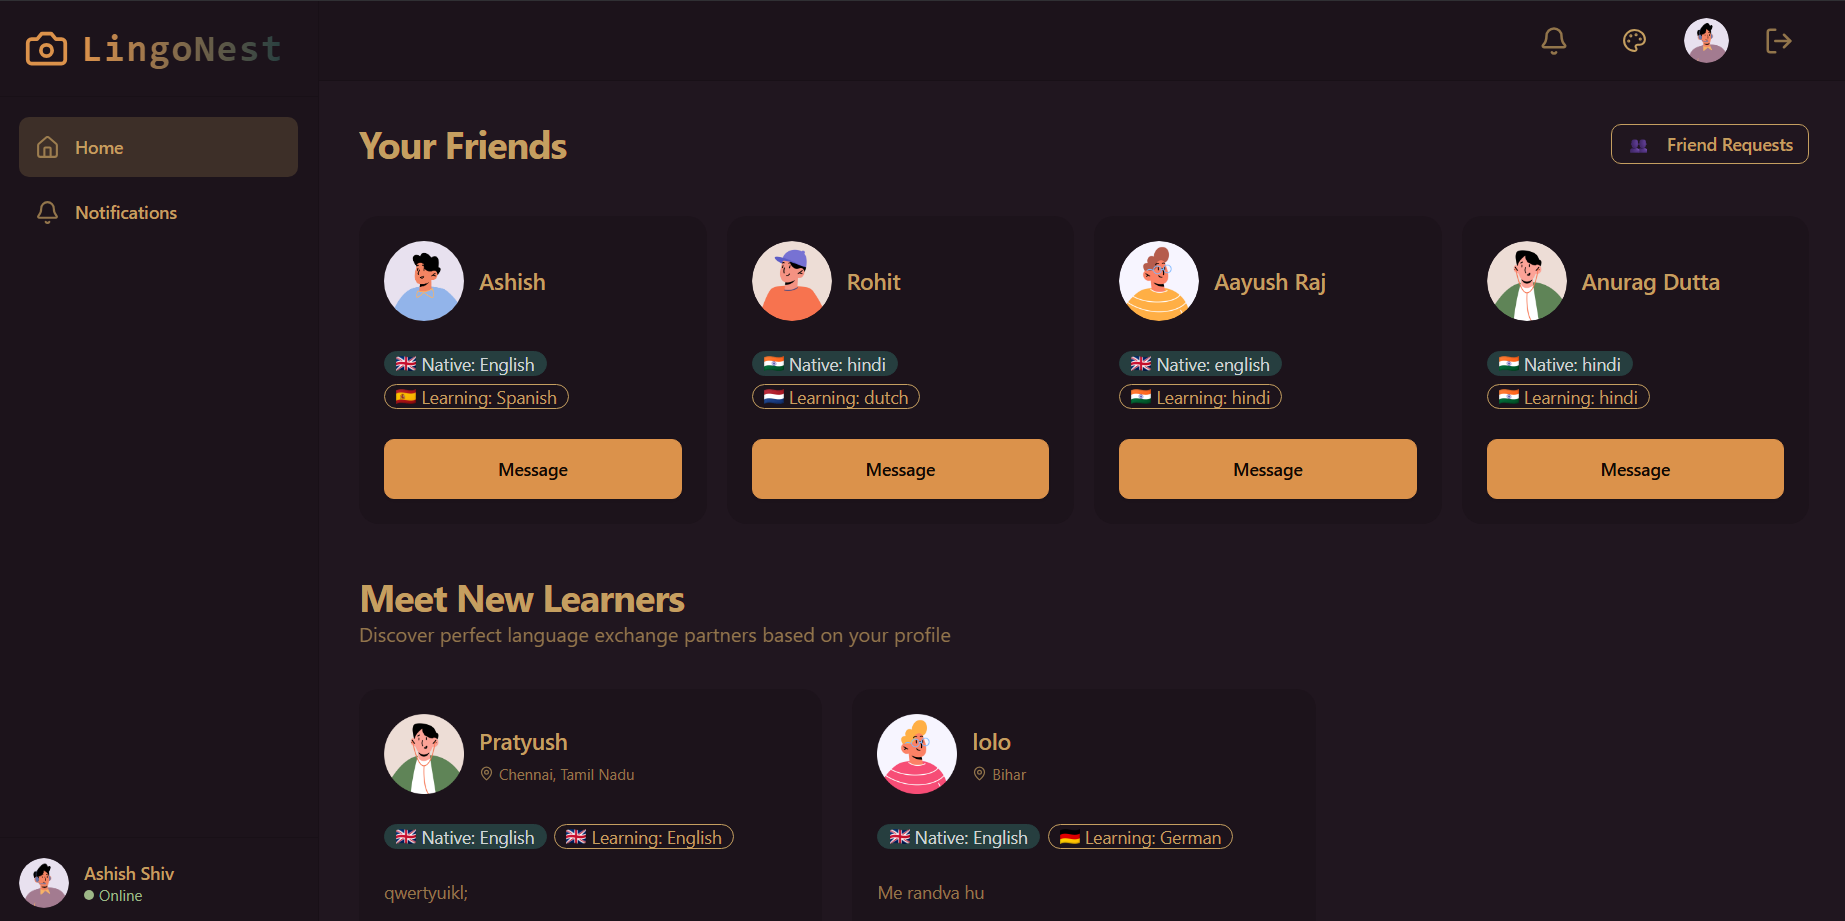 LingoNest
Home
Notifications
Your Friends
Friend Requests
Ashish
Native: English
Learning: Spanish
Message
Rohit
Native: hindi
Learning: dutch
Message
Aayush Raj
Native: english
Learning: hindi
Message
Anurag Dutta
Native: hindi
Learning: hindi
Message
Meet New Learners
Discover perfect language exchange partners based on your profile
Pratyush
Chennai, Tamil Nadu
Native: English Learning: English
qwertyuikl;
lolo
Bihar
Native: English Learning: German
Me randva hu
Ashish Shiv
Online